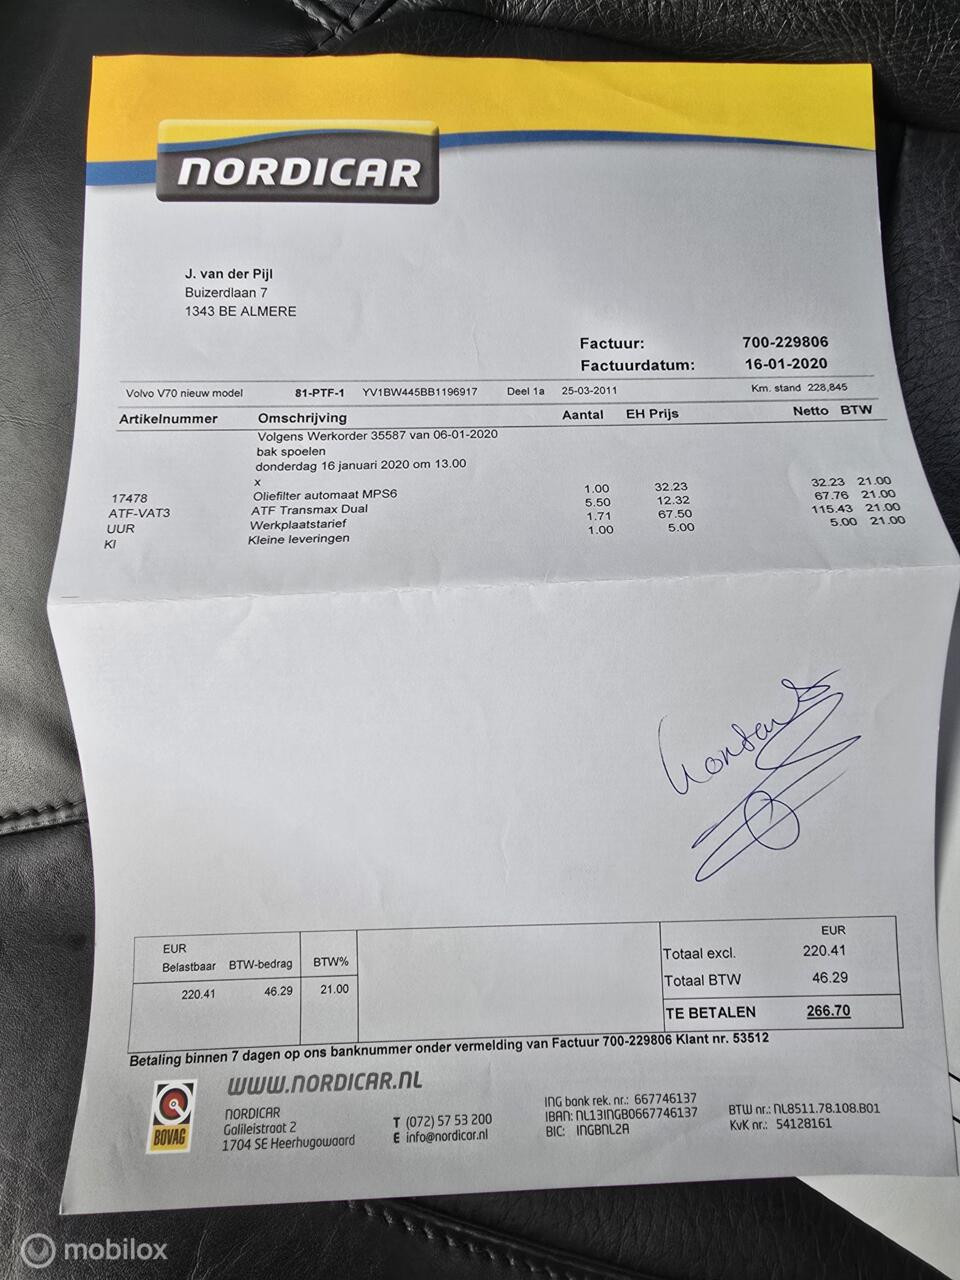 NORDICAR
J. van der Pijl
Buizerdlaan 7
1343 BE ALMERE
Factuur: 700-229806
Factuurdatum: 16-01-2020
Volvo V70 nieuw model 81-PTF-1 YV1BW445BB1196917 Deel 1a 25-03-2011 Km. stand 228,845
Artikelnummer Omschrijving Aantal EH Prijs Netto BTW
Volgens Werkorder 35587 van 06-01-2020
bak spoelen
donderdag 16 januari 2020 om 13.00
x
17478 Oliefilter automaat MPS6 1.00 32.23 32.23 21.00
ATF-VAT3 ATF Transmax Dual 5.50 12.32 67.76 21.00
UUR Werkplaatstarief 1.71 67.50 115.43 21.00
Kl Kleine leveringen 1.00 5.00 5.00 21.00
EUR
Belastbaar BTW-bedrag BTW%
220.41 46.29 21.00
EUR
Totaal excl. 220.41
Totaal BTW 46.29
TE BETALEN 266.70
Betaling binnen 7 dagen op ons banknummer onder vermelding van Factuur 700-229806 Klant nr. 53512
BOVAG
WWW.NORDICAR.NL
NORDICAR
Galileistraat 2
1704 SE Heerhugowaard
T (072) 57 53 200
E info@nordicar.nl
ING bank rek. nr.: 667746137
IBAN: NL13INGB0667746137
BIC: INGBNL2A
BTW nr.: NL8511.78.108.B01
KvK nr.: 54128161
mobilox